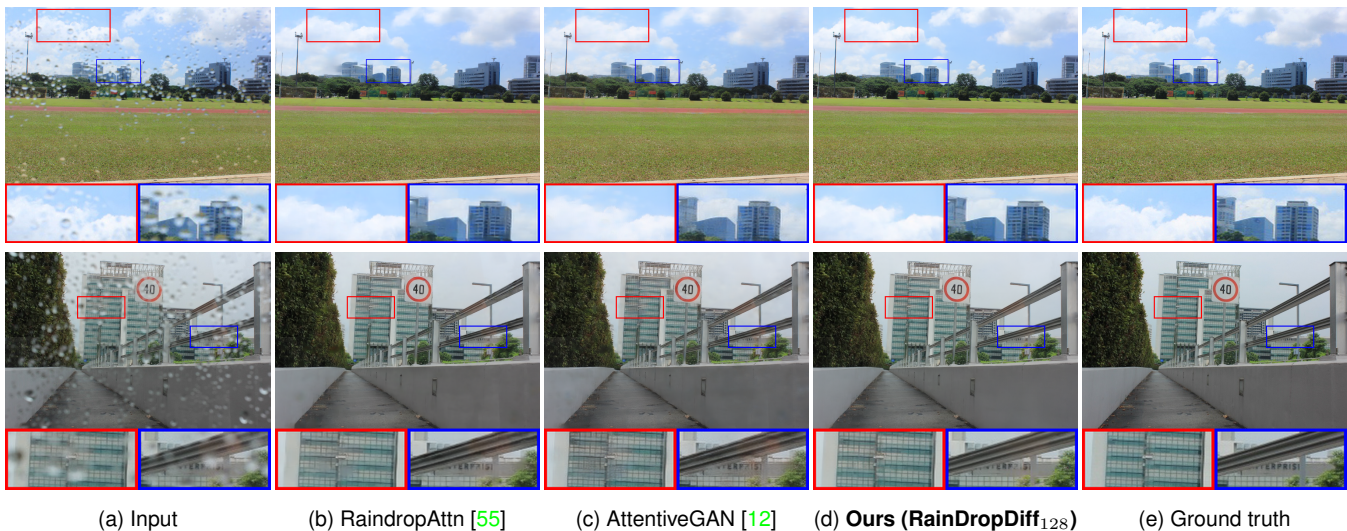 40 40 40 40 40
(a) Input (b) RaindropAttn [55] (c) AttentiveGAN [12] (d) Ours (RainDropDiff₁₂₈) (e) Ground truth